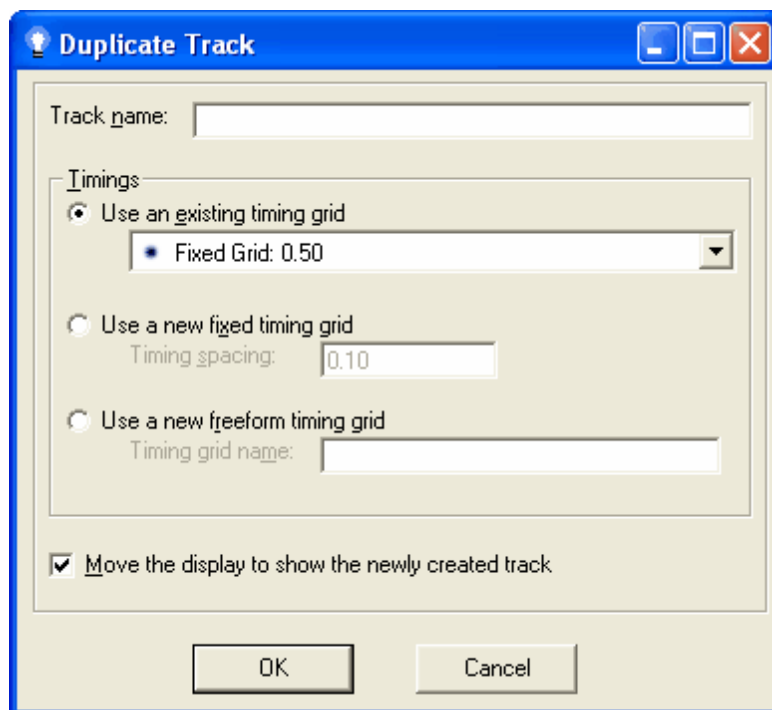 Duplicate Track
Track name:
Timings
Use an existing timing grid
Fixed Grid: 0.50
Use a new fixed timing grid
Timing spacing: 0.10
Use a new freeform timing grid
Timing grid name:
Move the display to show the newly created track
OK Cancel